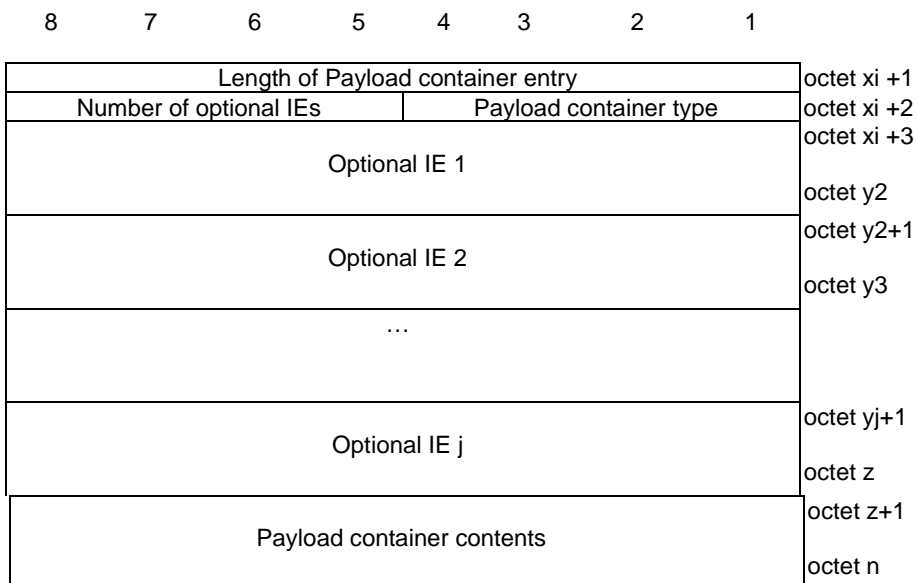 8 7 6 5 4 3 2 1
Length of Payload container entry octet xi +1
Number of optional IEs Payload container type octet xi +2
octet xi +3
Optional IE 1
octet y2
octet y2+1
Optional IE 2
octet y3
…
octet yj+1
Optional IE j
octet z
octet z+1
Payload container contents
octet n